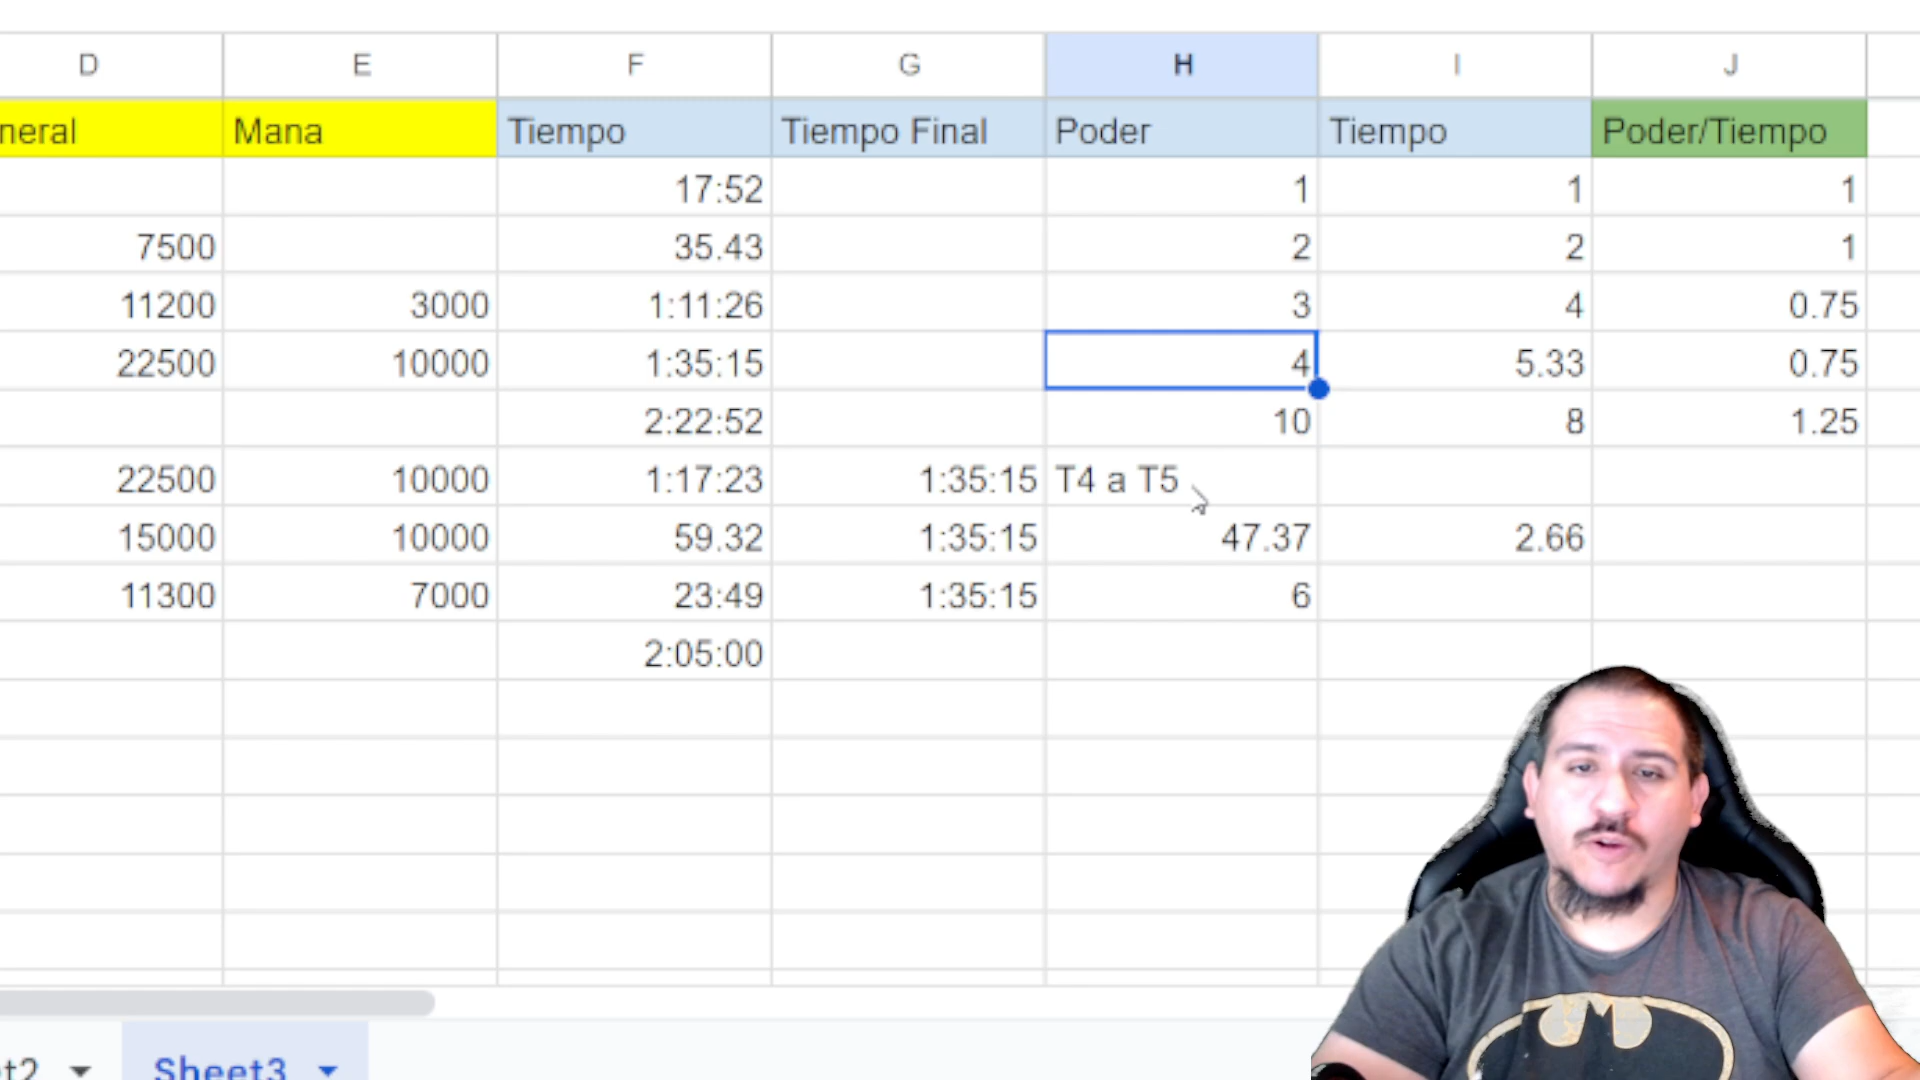 D E F G H I J
neral Mana Tiempo Tiempo Final Poder Tiempo Poder/Tiempo
17:52 1 1 1
7500 35.43 2 2 1
11200 3000 1:11:26 3 4 0.75
22500 10000 1:35:15 4 5.33 0.75
2:22:52 10 8 1.25
22500 10000 1:17:23 1:35:15 T4 a T5
15000 10000 59.32 1:35:15 47.37 2.66
11300 7000 23:49 1:35:15 6
2:05:00
et2 Sheet3